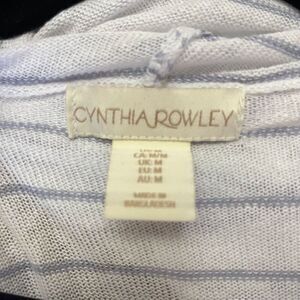 CYNTHIA ROWLEY
CA: M/M
UK: M
EU: M
AU: M
MADE IN
BANGLADESH